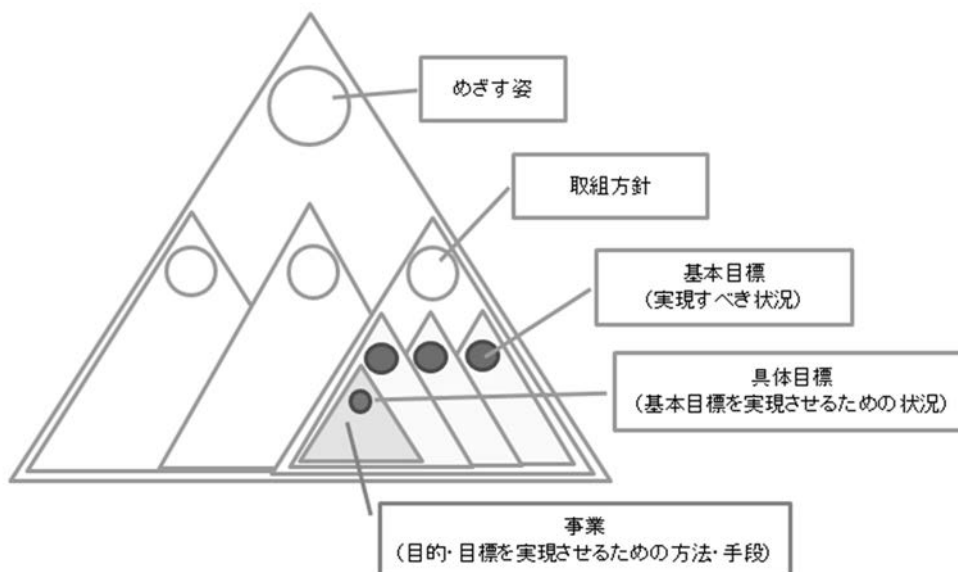 めざす姿
取組方針
基本目標
（実現すべき状況）
具体目標
（基本目標を実現させるための状況）
事業
（目的・目標を実現させるための方法・手段）